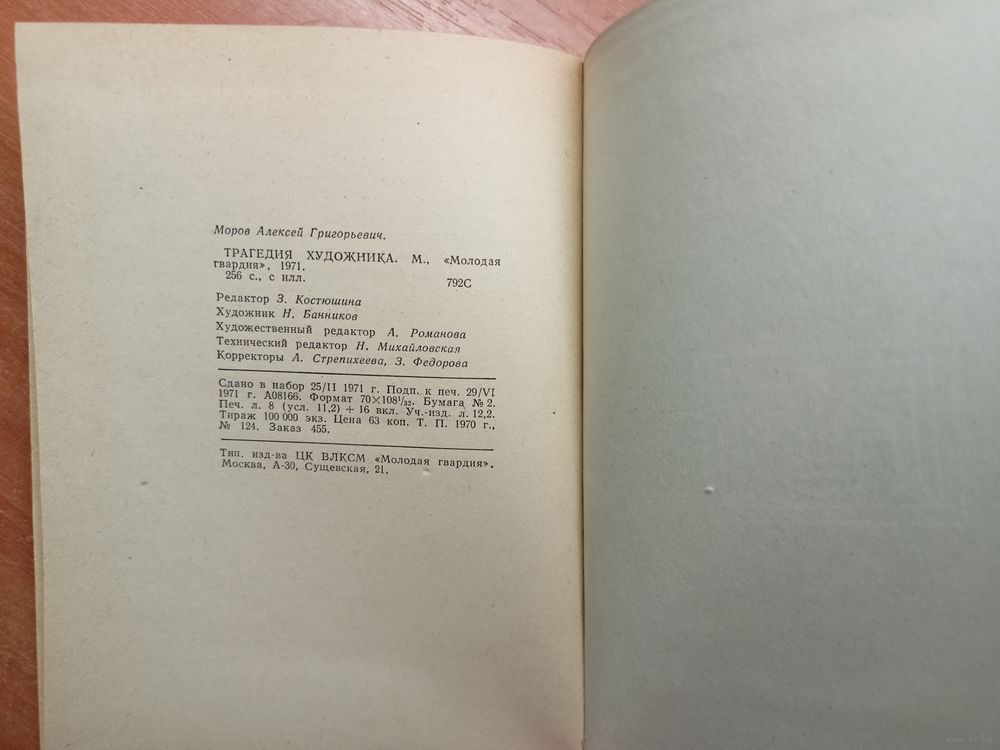 Моров Алексей Григорьевич.
ТРАГЕДИЯ ХУДОЖНИКА. М., «Молодая
гвардия», 1971.
256 с., с илл. 792С
Редактор З. Костюшина
Художник Н. Банников
Художественный редактор А. Романова
Технический редактор Н. Михайловская
Корректоры А. Стрепихеева, З. Федорова
Сдано в набор 25/II 1971 г. Подп. к печ. 29/VI
1971 г. А08166. Формат 70×108¹/₃₂. Бумага № 2.
Печ. л. 8 (усл. 11,2) + 16 вкл. Уч.-изд. л. 12,2.
Тираж 100 000 экз. Цена 63 коп. Т. П. 1970 г.,
№ 124. Заказ 455.
Тип. изд-ва ЦК ВЛКСМ «Молодая гвардия».
Москва, А-30, Сущевская, 21.
www.ay.by